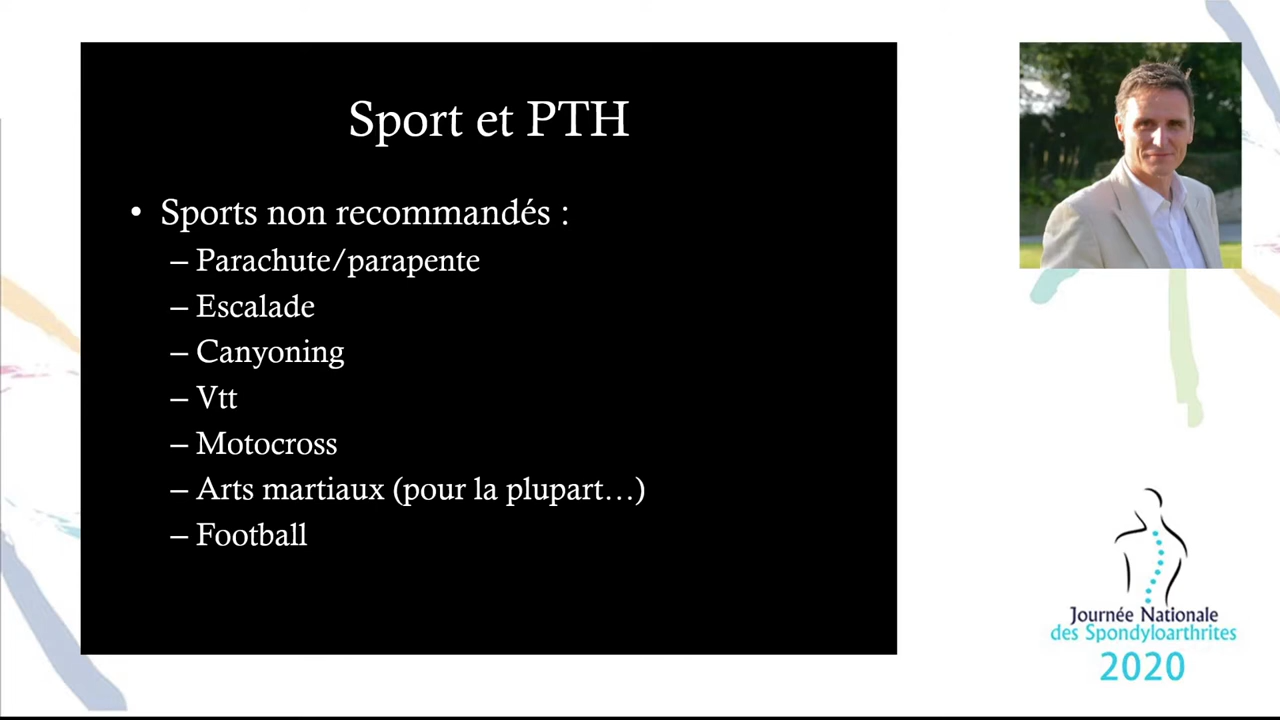 Sport et PTH
• Sports non recommandés :
– Parachute/parapente
– Escalade
– Canyoning
– Vtt
– Motocross
– Arts martiaux (pour la plupart…)
– Football
Journée Nationale
des Spondyloarthrites
2020